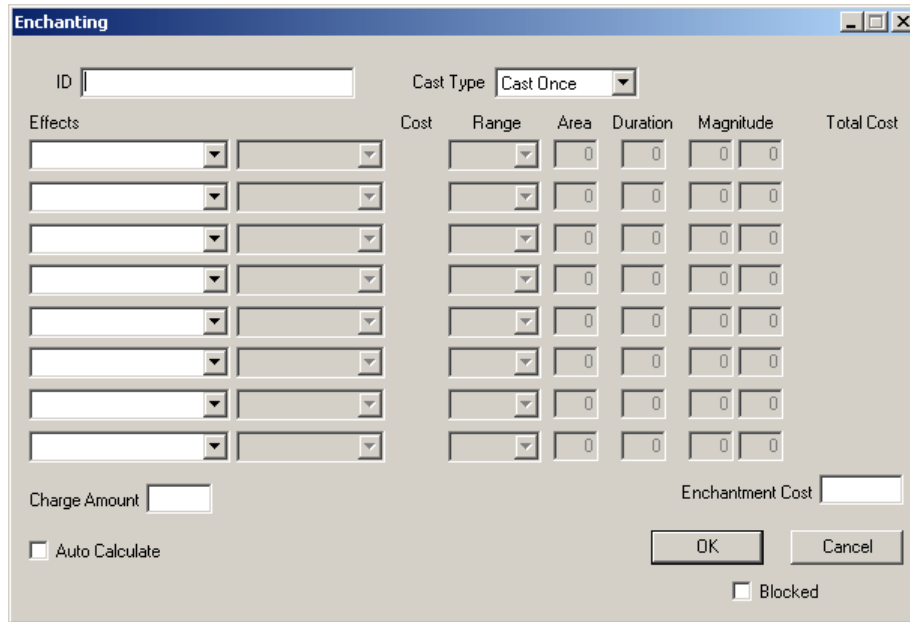 Enchanting
ID Cast Type Cast Once
Effects Cost Range Area Duration Magnitude Total Cost
0 0 0 0
0 0 0 0
0 0 0 0
0 0 0 0
0 0 0 0
0 0 0 0
0 0 0 0
0 0 0 0
Charge Amount Enchantment Cost
Auto Calculate OK Cancel
Blocked